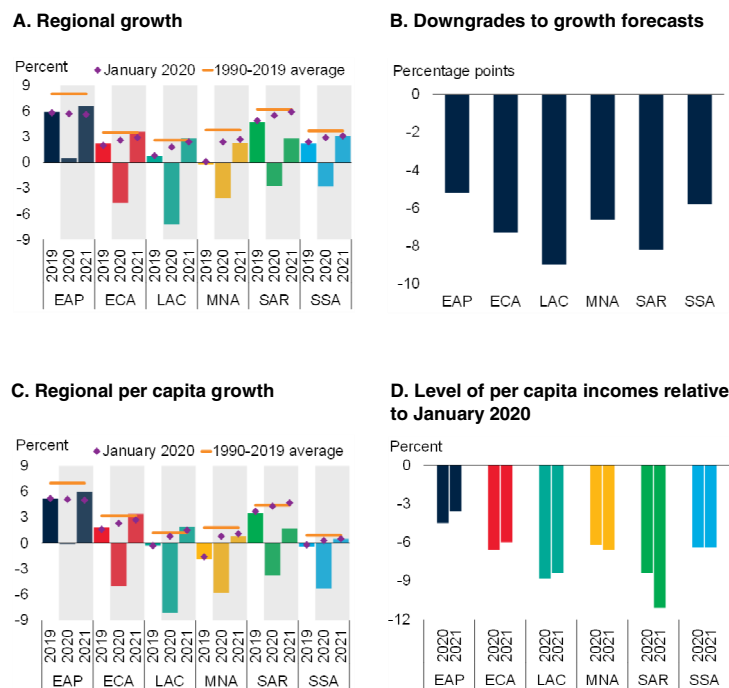 A. Regional growth
Percent
January 2020
1990-2019 average
9
6
3
0
-3
-6
-9
2019 2020 2021 2019 2020 2021 2019 2020 2021 2019 2020 2021 2019 2020 2021 2019 2020 2021
EAP ECA LAC MNA SAR SSA
B. Downgrades to growth forecasts
Percentage points
0
-2
-4
-6
-8
-10
EAP ECA LAC MNA SAR SSA
C. Regional per capita growth
Percent
January 2020
1990-2019 average
9
6
3
0
-3
-6
-9
2019 2020 2021 2019 2020 2021 2019 2020 2021 2019 2020 2021 2019 2020 2021 2019 2020 2021
EAP ECA LAC MNA SAR SSA
D. Level of per capita incomes relative
to January 2020
Percent
0
-3
-6
-9
-12
2020 2021 2020 2021 2020 2021 2020 2021 2020 2021 2020 2021
EAP ECA LAC MNA SAR SSA